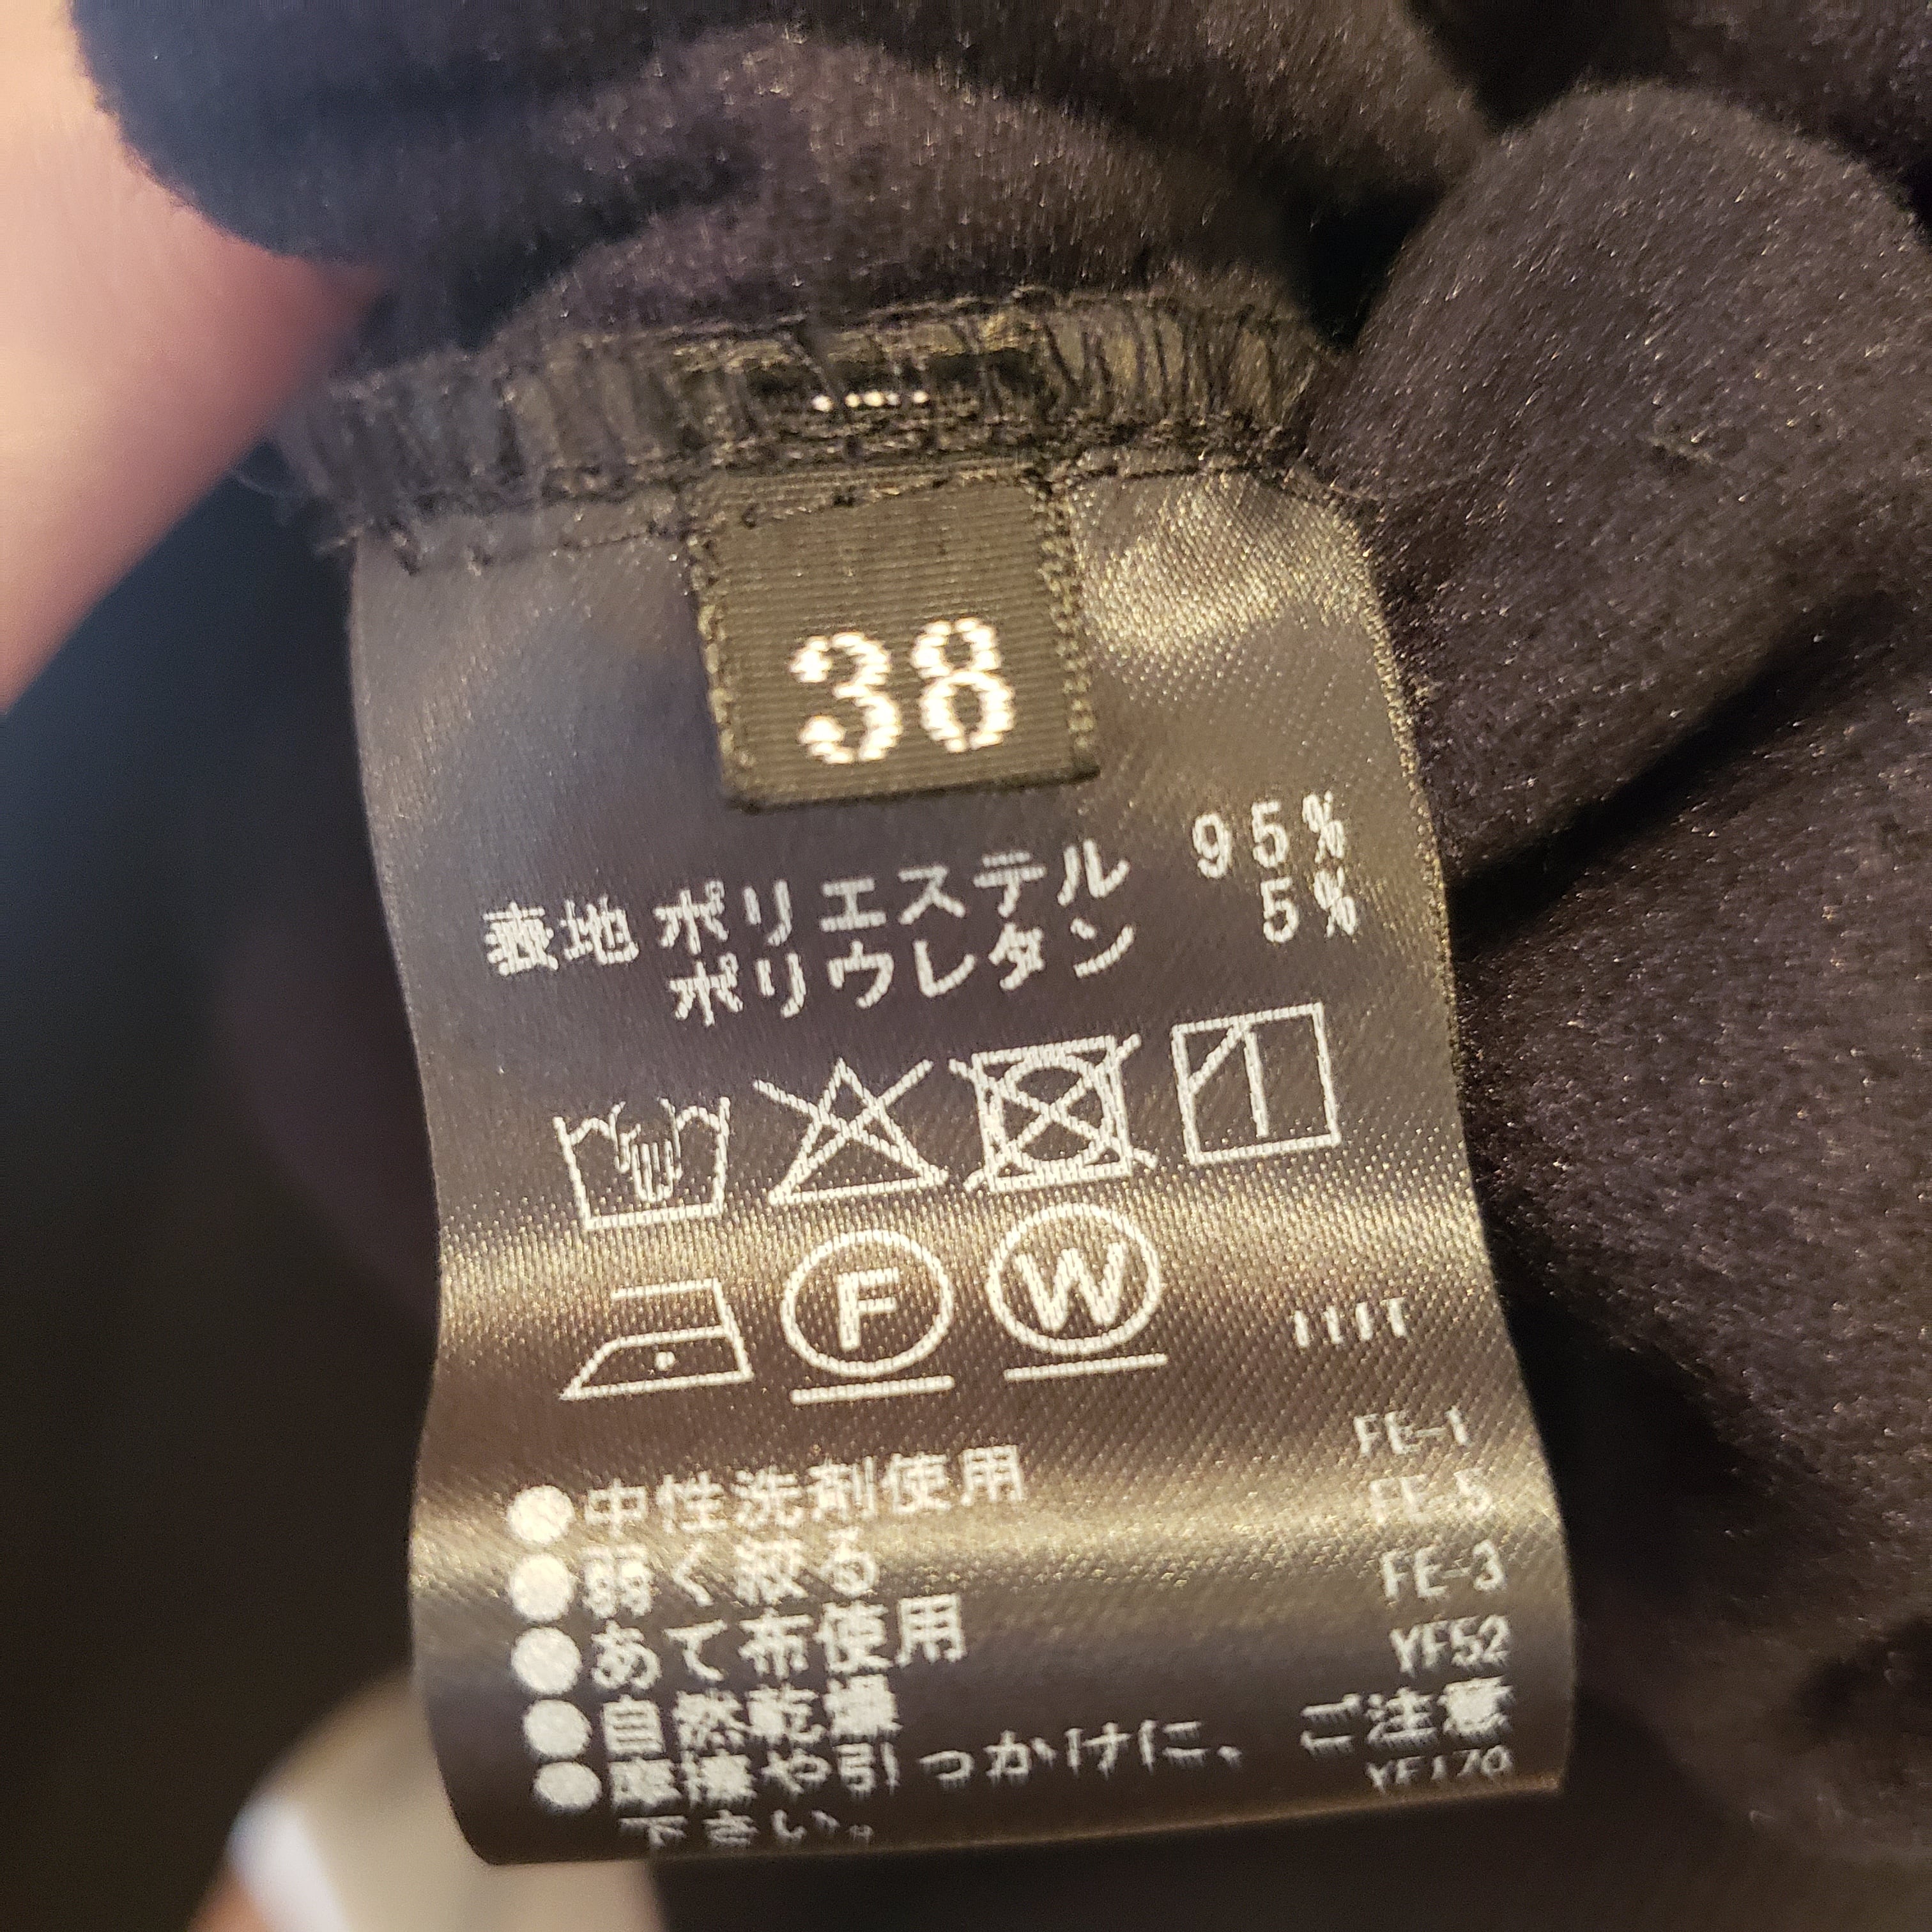 38
表地 ポリエステル 95%
ポリウレタン 5%
F W
FE-1
●中性洗剤使用 FE-5
●弱く絞る FE-3
●あて布使用 YF52
●自然乾燥
●摩擦や引っかけに、ご注意
下さい。 YF170